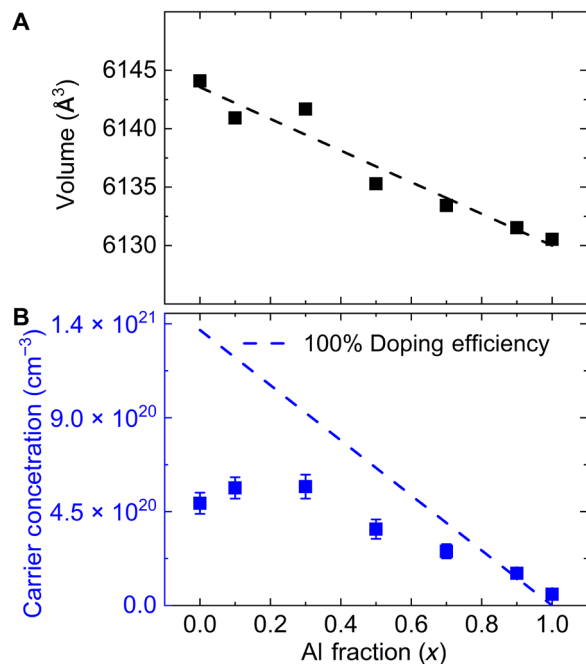 A
6145
6140
6135
6130
Volume (Å³)
B
1.4 × 10²¹
9.0 × 10²⁰
4.5 × 10²⁰
0.0
Carrier concetration (cm⁻³)
100% Doping efficiency
0.0 0.2 0.4 0.6 0.8 1.0
Al fraction (x)